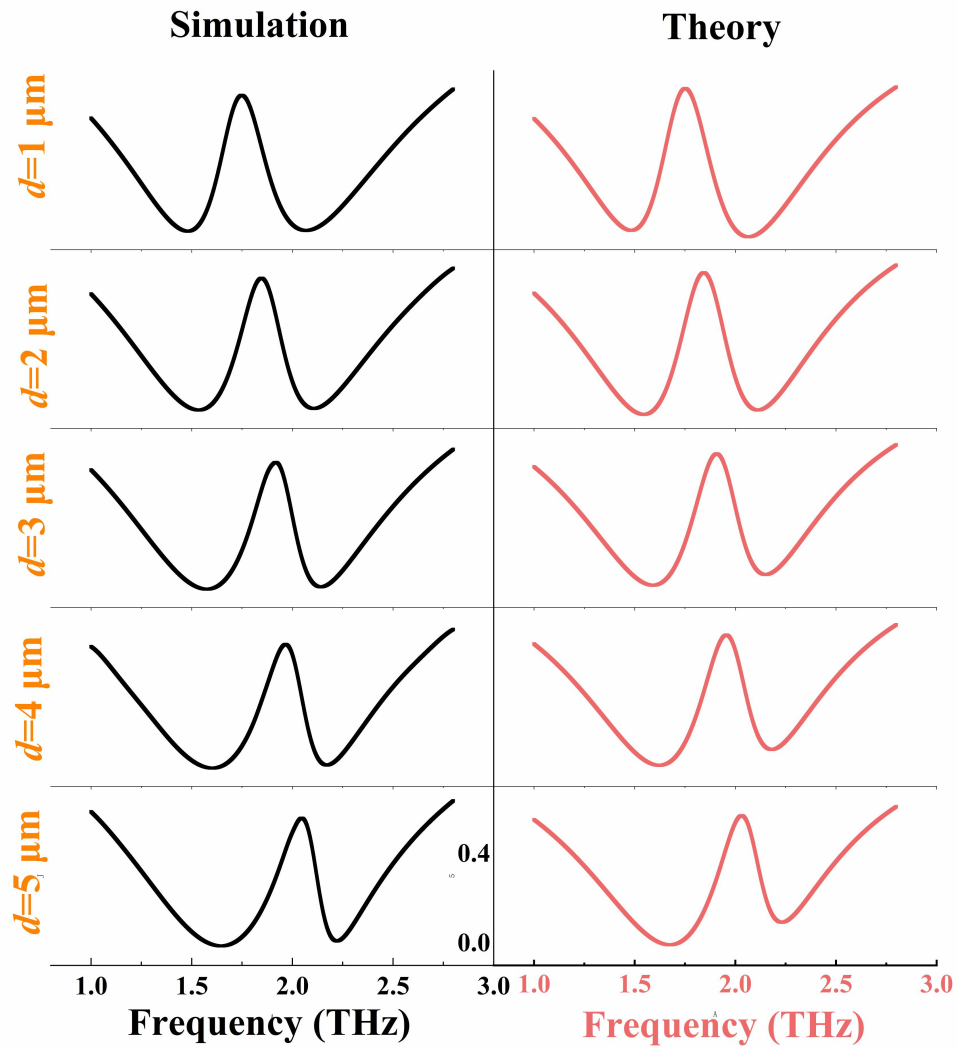 Simulation
Theory
d=1 μm
d=2 μm
d=3 μm
d=4 μm
d=5 μm
0.4
0.0
1.0 1.5 2.0 2.5 3.0
1.0 1.5 2.0 2.5 3.0
Frequency (THz)
Frequency (THz)